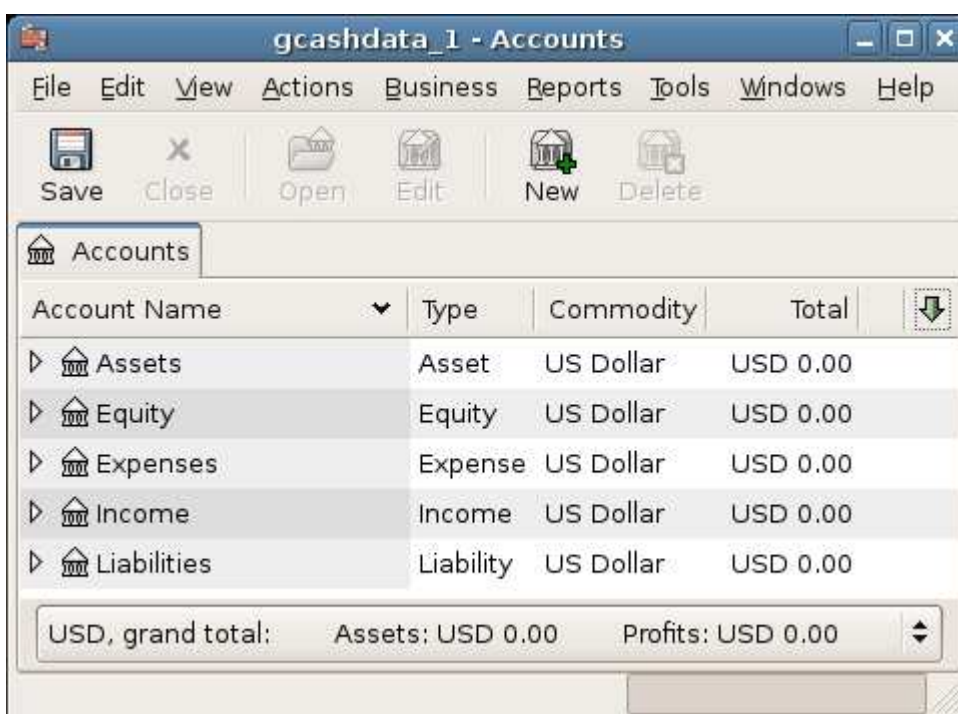 gcashdata_1 - Accounts
File Edit View Actions Business Reports Tools Windows Help
Save Close Open Edit New Delete
Accounts
Account Name Type Commodity Total
Assets Asset US Dollar USD 0.00
Equity Equity US Dollar USD 0.00
Expenses Expense US Dollar USD 0.00
Income Income US Dollar USD 0.00
Liabilities Liability US Dollar USD 0.00
USD, grand total: Assets: USD 0.00 Profits: USD 0.00